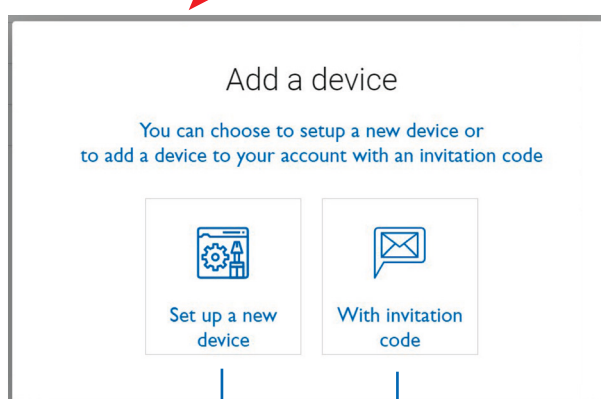 Add a device
You can choose to setup a new device or
to add a device to your account with an invitation code
Set up a new
device
With invitation
code